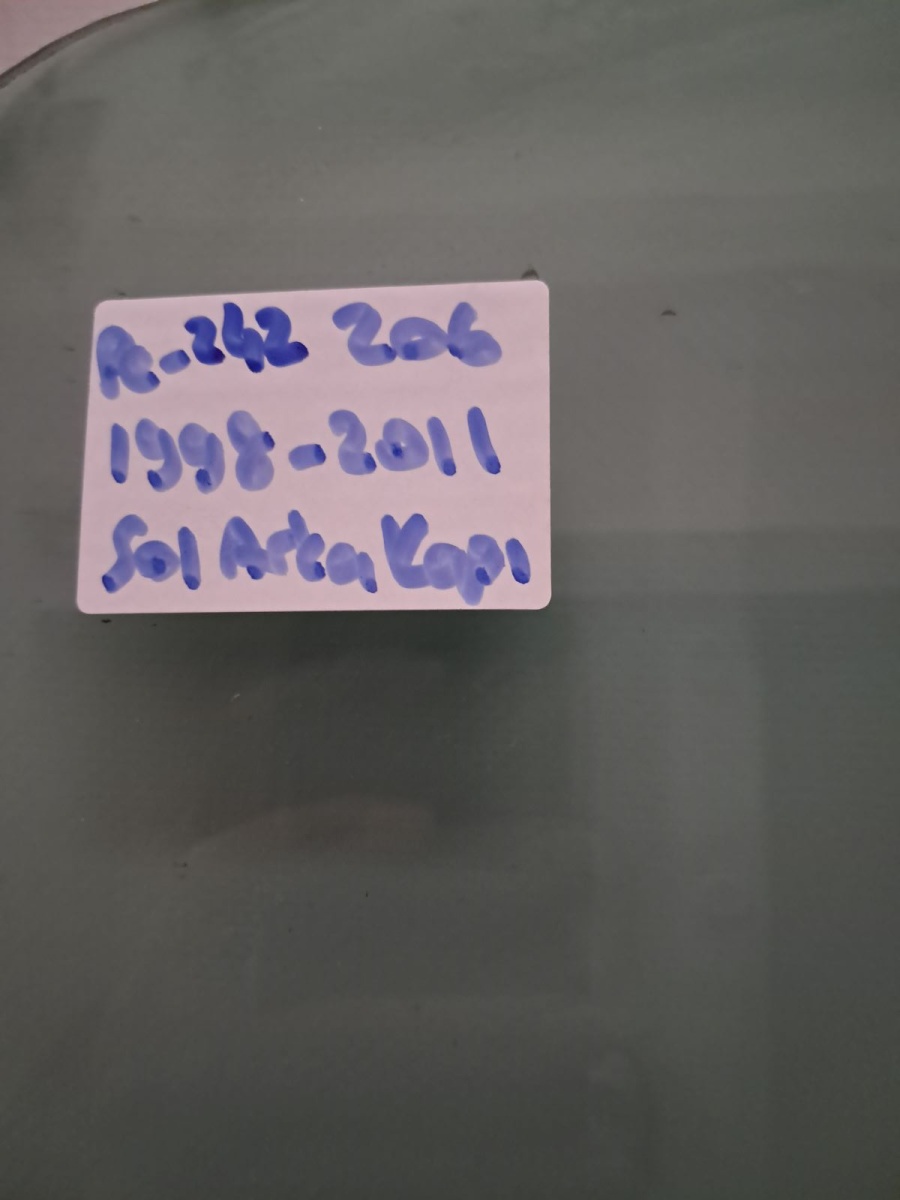 Pc-242 206
1998-2011
Sol Arka Kapı